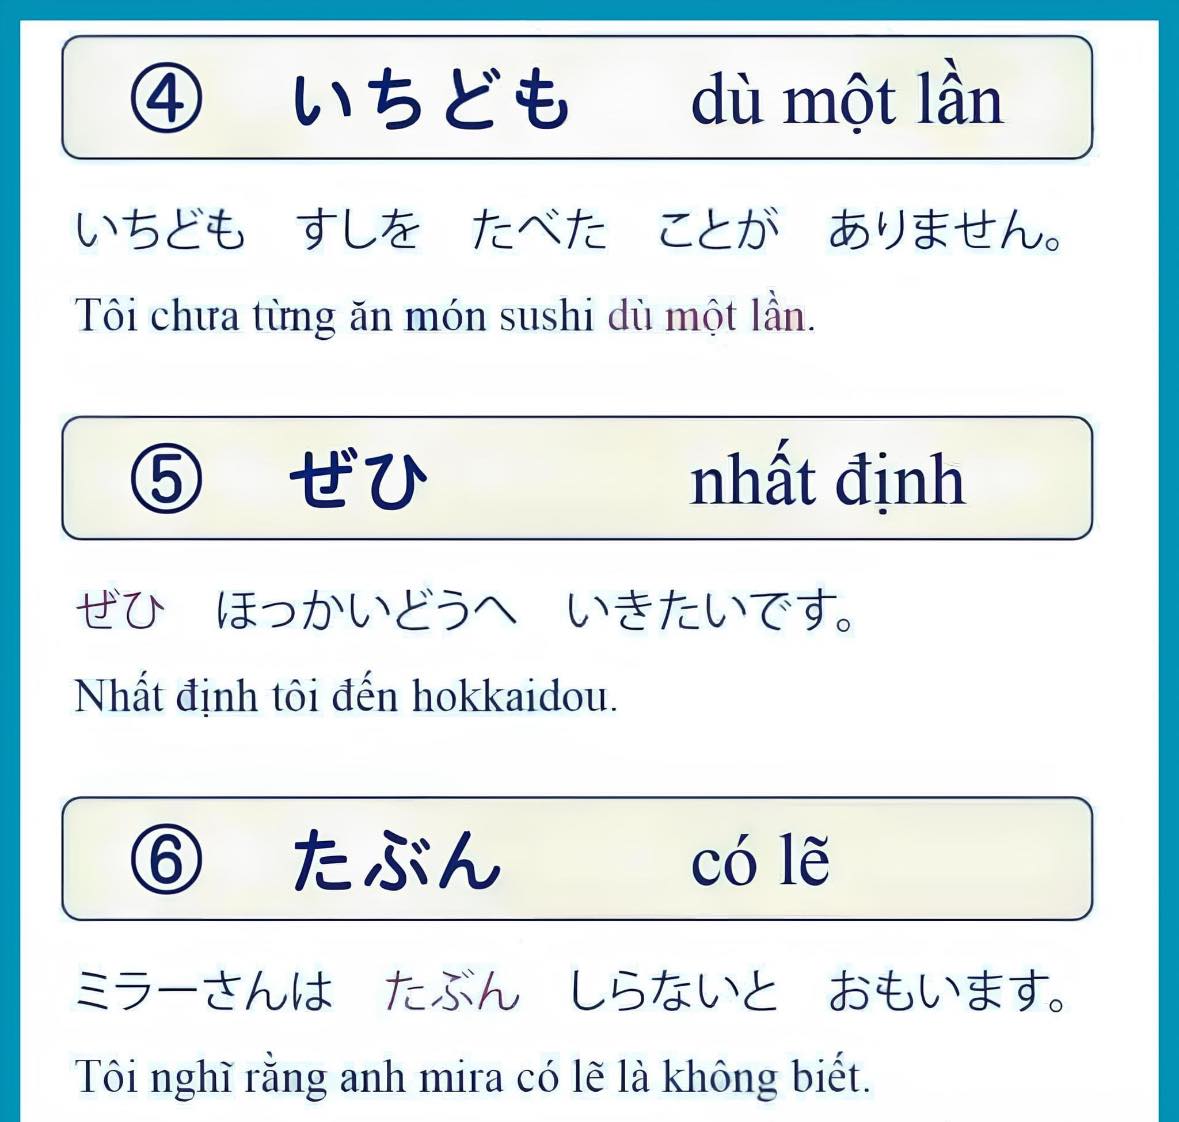 ④ いちども dù một lần
いちども すしを たべた ことが ありません。
Tôi chưa từng ăn món sushi dù một lần.
⑤ ぜひ nhất định
ぜひ ほっかいどうへ いきたいです。
Nhất định tôi đến hokkaidou.
⑥ たぶん có lẽ
ミラーさんは たぶん しらないと おもいます。
Tôi nghĩ rằng anh mira có lẽ là không biết.